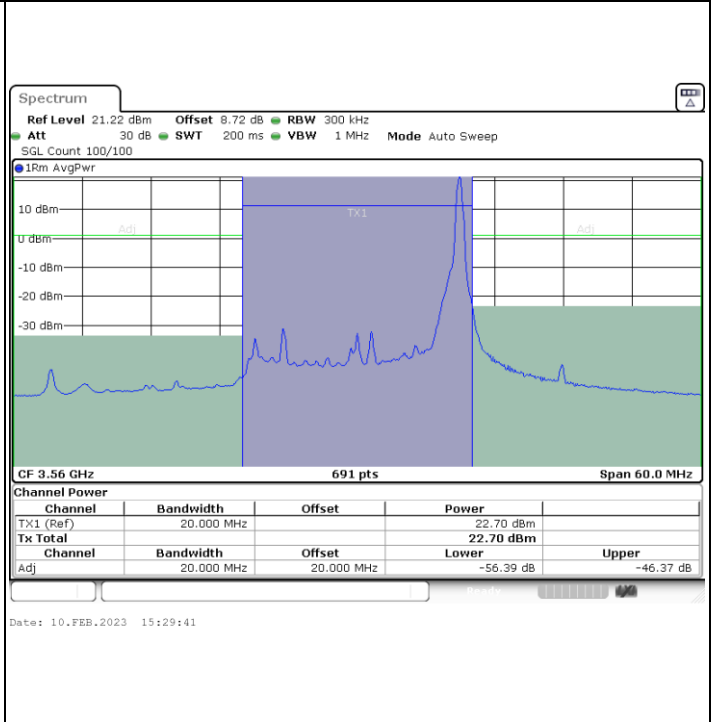 Spectrum
Ref Level 21.22 dBm Offset 8.72 dB RBW 300 kHz
Att 30 dB SWT 200 ms VBW 1 MHz Mode Auto Sweep
SGL Count 100/100
1Rm AvgPwr
10 dBm
TX1
Adj Adj
0 dBm
-10 dBm
-20 dBm
-30 dBm
CF 3.56 GHz 691 pts Span 60.0 MHz
Channel Power
Channel Bandwidth Offset Power
TX1 (Ref) 20.000 MHz 22.70 dBm
Tx Total 22.70 dBm
Channel Bandwidth Offset Lower Upper
Adj 20.000 MHz 20.000 MHz -56.39 dB -46.37 dB
Ready
Date: 10.FEB.2023 15:29:41